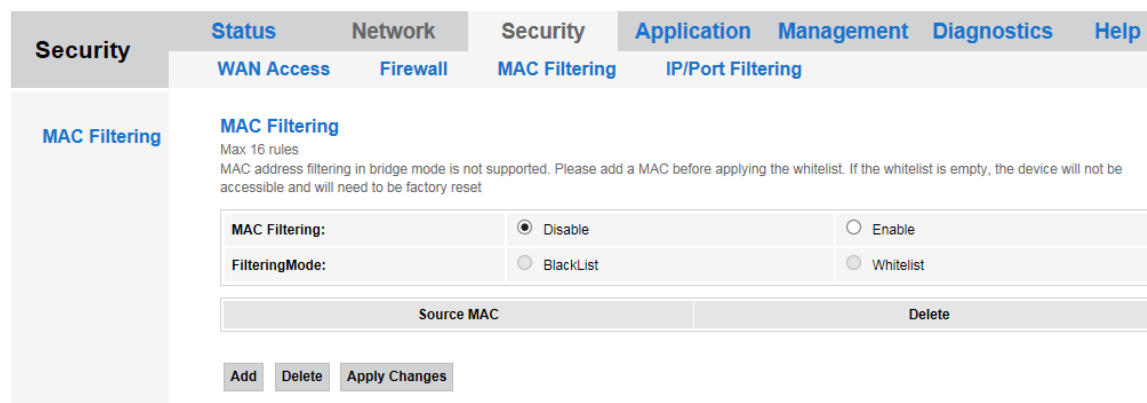 Security
Status Network Security Application Management Diagnostics Help
WAN Access Firewall MAC Filtering IP/Port Filtering
MAC Filtering
MAC Filtering
Max 16 rules
MAC address filtering in bridge mode is not supported. Please add a MAC before applying the whitelist. If the whitelist is empty, the device will not be
accessible and will need to be factory reset
MAC Filtering: Disable Enable
FilteringMode: BlackList Whitelist
Source MAC Delete
Add Delete Apply Changes